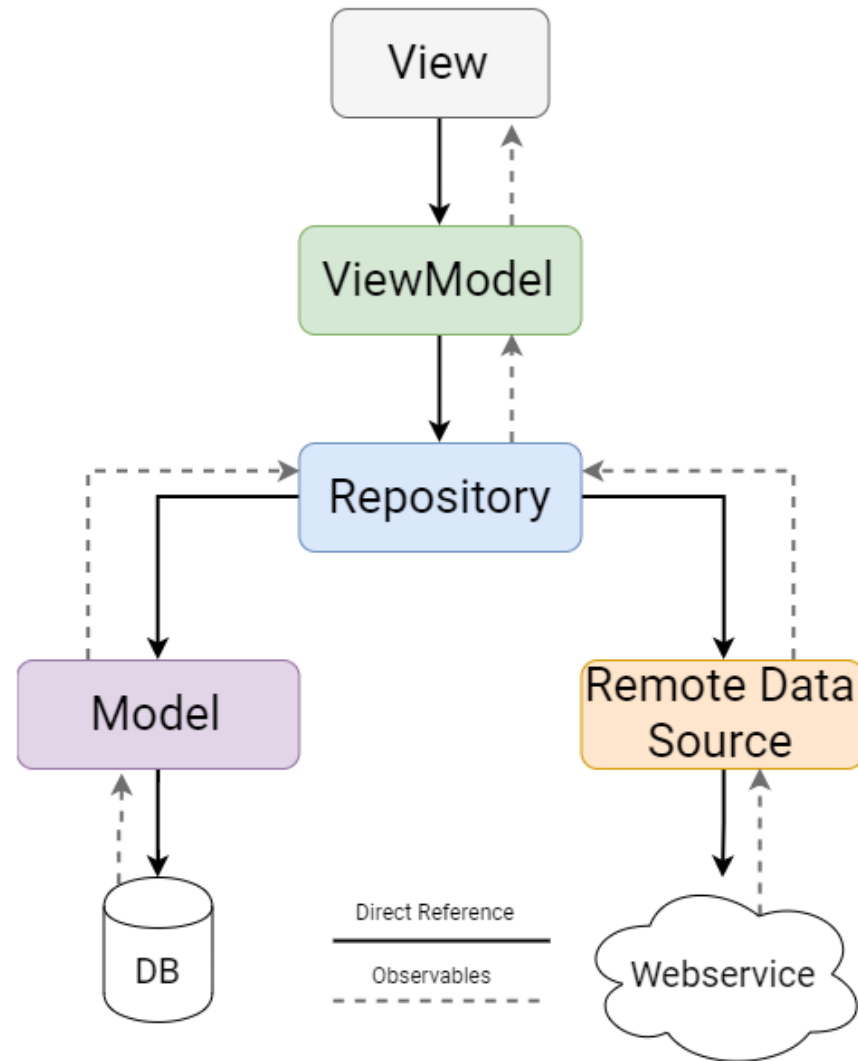 View
ViewModel
Repository
Model
Remote Data
Source
Direct Reference
DB
Observables
Webservice